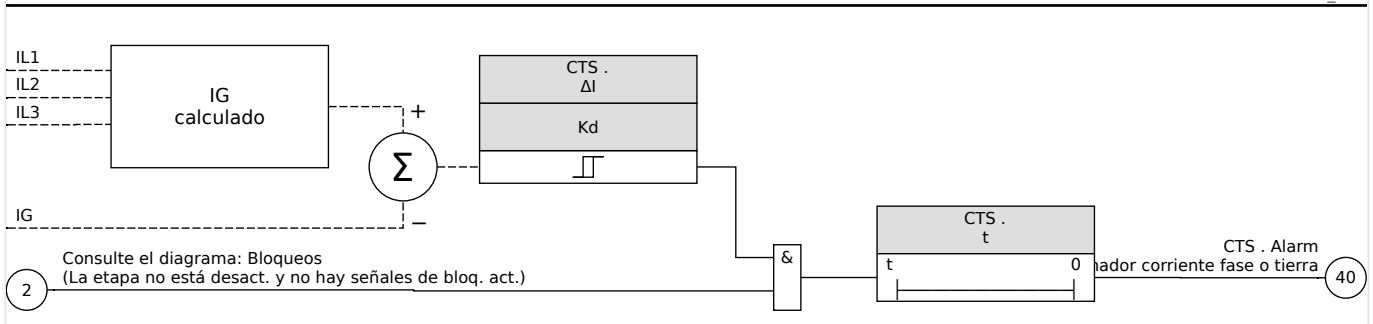 IL1
IL2
IL3
IG
calculado
+
Σ
−
IG
CTS .
ΔI
Kd
&
CTS .
t
t 0
Consulte el diagrama: Bloqueos
(La etapa no está desact. y no hay señales de bloq. act.)
2
CTS . Alarm
corriente fase o tierra
40